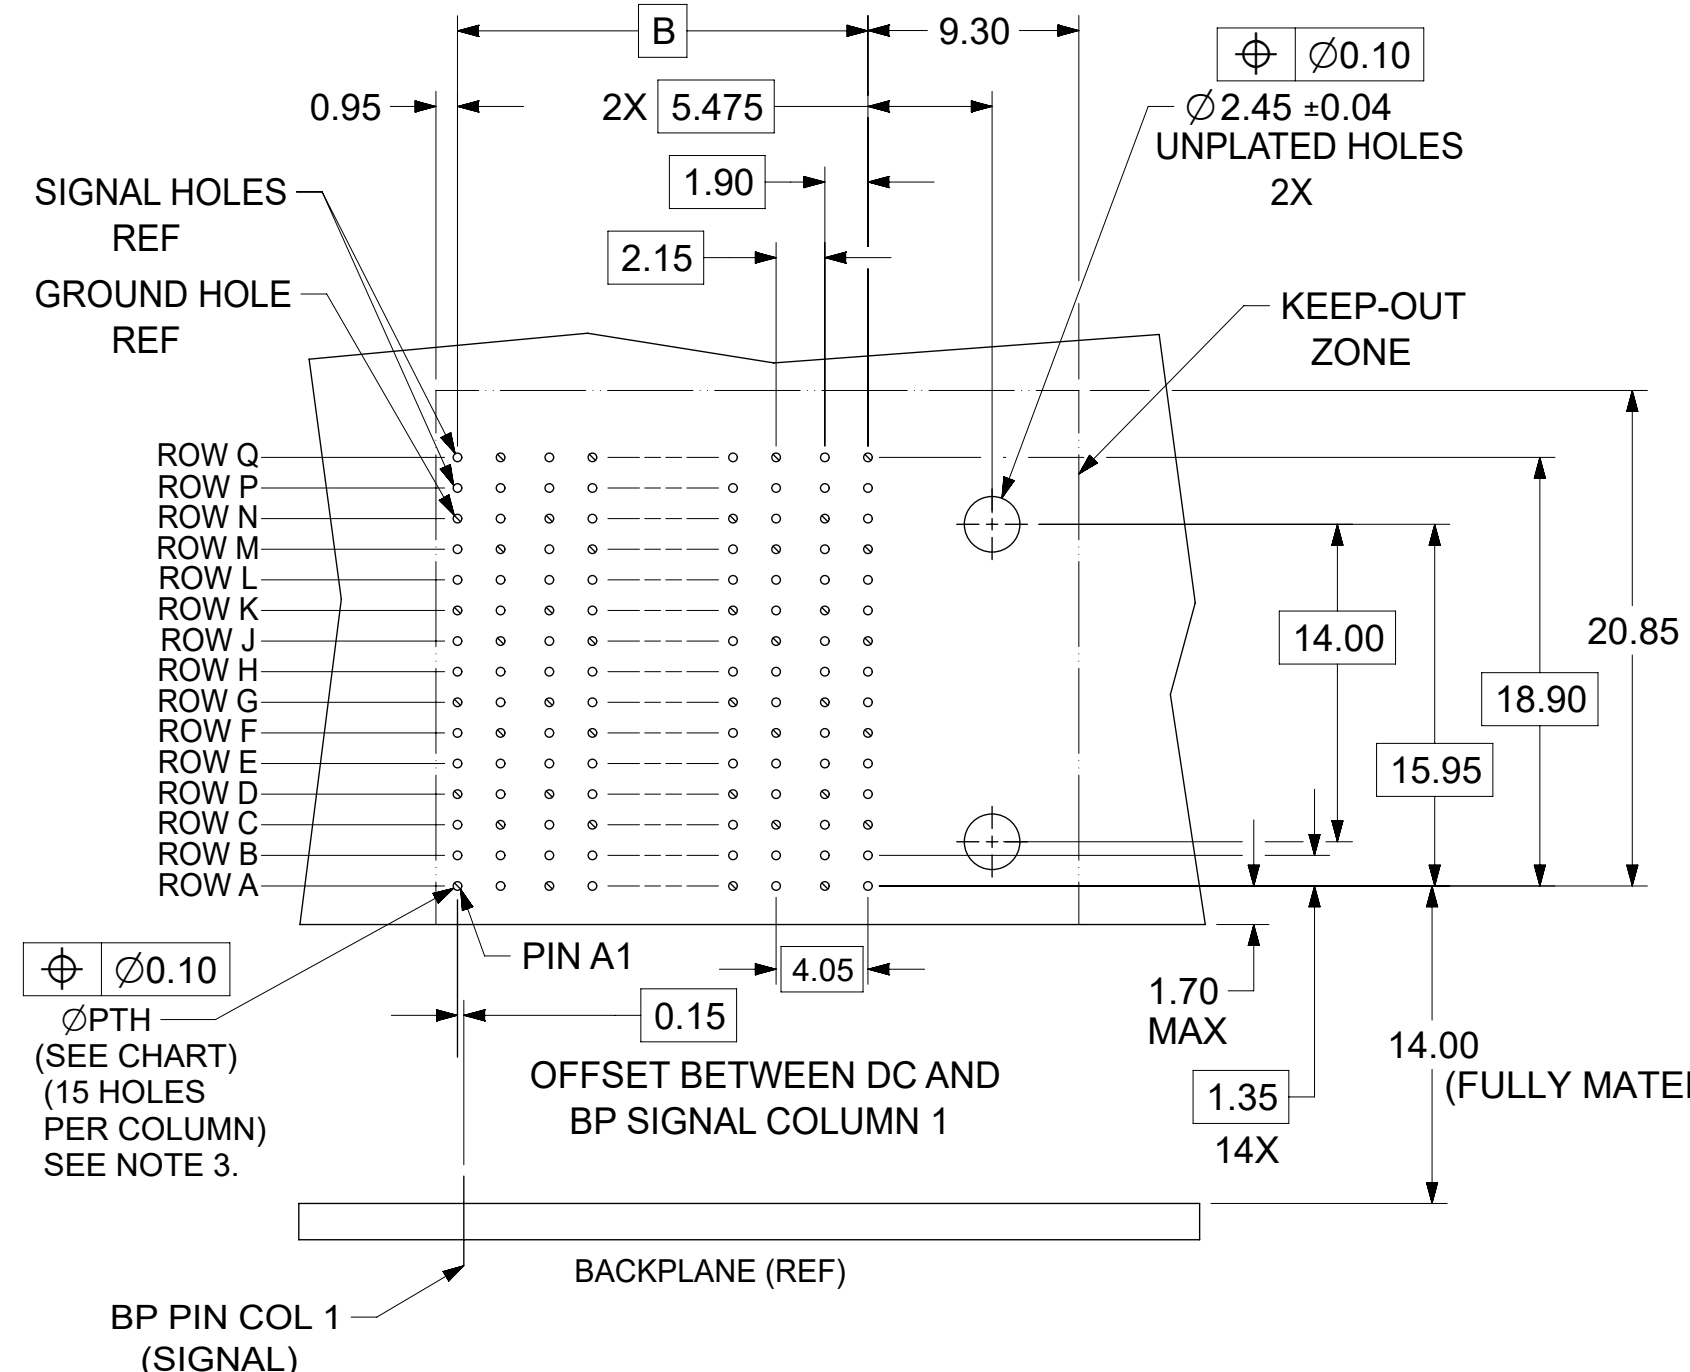 B
9.30
⌖ ∅0.10
0.95
2X 5.475
∅2.45 ±0.04
UNPLATED HOLES
2X
1.90
SIGNAL HOLES
REF
2.15
GROUND HOLE
REF
KEEP-OUT
ZONE
ROW Q
ROW P
ROW N
ROW M
ROW L
ROW K
ROW J
ROW H
ROW G
ROW F
ROW E
ROW D
ROW C
ROW B
ROW A
14.00
20.85
18.90
15.95
PIN A1
4.05
⌖ ∅0.10
∅PTH
(SEE CHART)
(15 HOLES
PER COLUMN)
SEE NOTE 3.
0.15
OFFSET BETWEEN DC AND
BP SIGNAL COLUMN 1
1.70
MAX
1.35
14X
14.00
(FULLY MATE
BACKPLANE (REF)
BP PIN COL 1
(SIGNAL)